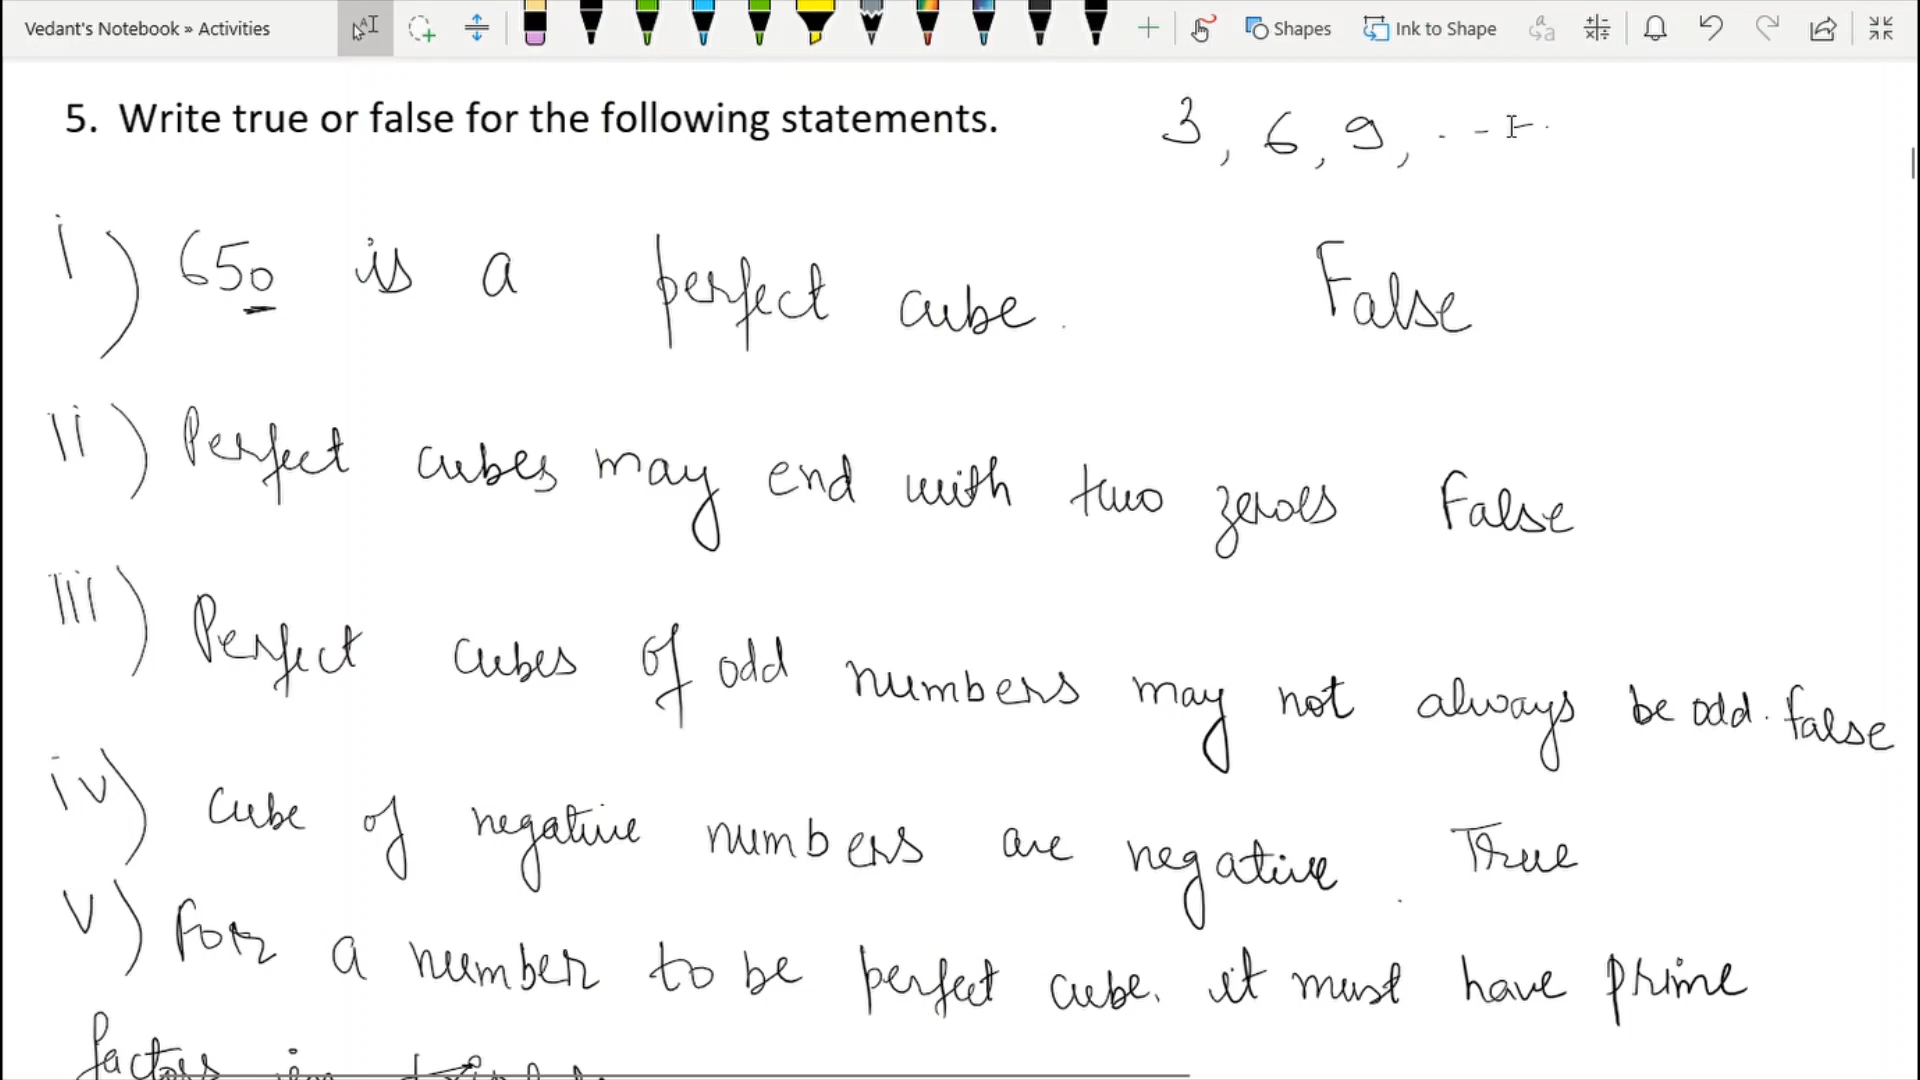 Vedant's Notebook » Activities
Shapes
Ink to Shape
5. Write true or false for the following statements.
3, 6, 9, . - - .
i) 650 is a perfect cube. False
ii) Perfect cubes may end with two zeroes False
iii) Perfect cubes of odd numbers may not always be odd. false
iv) Cube of negative numbers are negative. True
v) For a number to be perfect cube. it must have prime
factors in